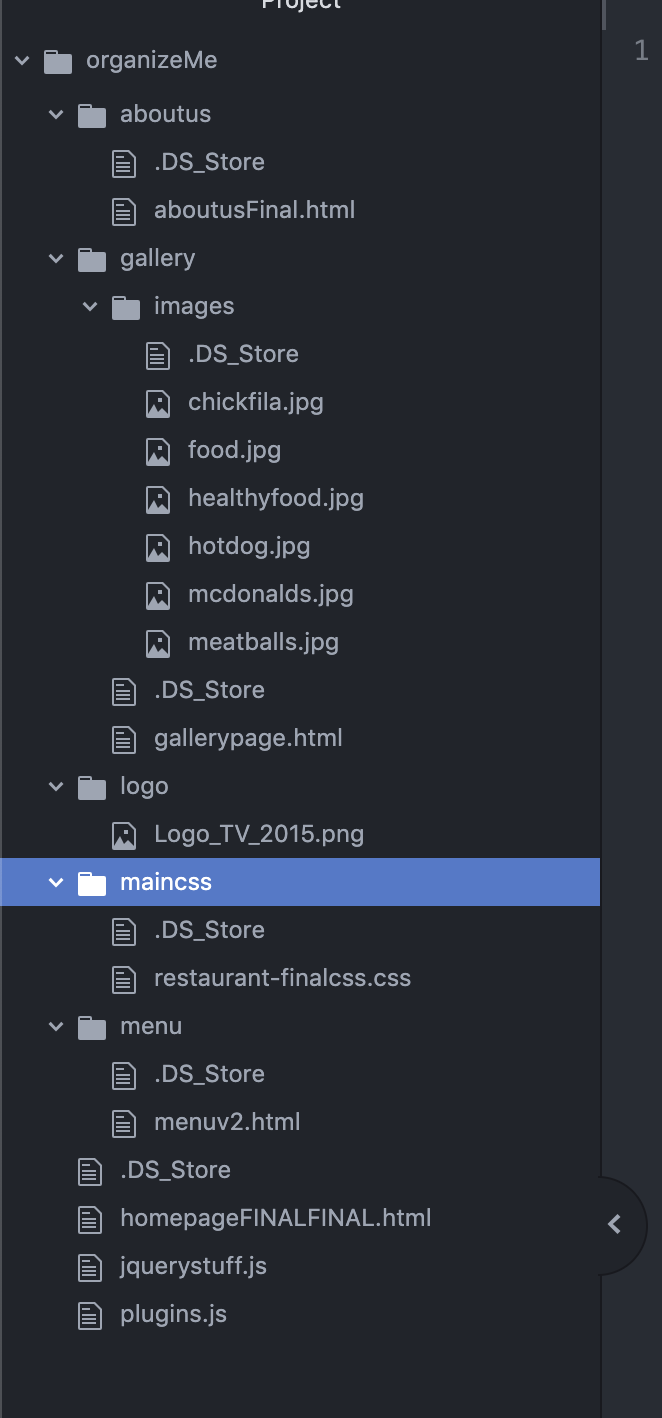 Project
1
organizeMe
aboutus
.DS_Store
aboutusFinal.html
gallery
images
.DS_Store
chickfila.jpg
food.jpg
healthyfood.jpg
hotdog.jpg
mcdonalds.jpg
meatballs.jpg
.DS_Store
gallerypage.html
logo
Logo_TV_2015.png
maincss
.DS_Store
restaurant-finalcss.css
menu
.DS_Store
menuv2.html
.DS_Store
homepageFINALFINAL.html
jquerystuff.js
plugins.js